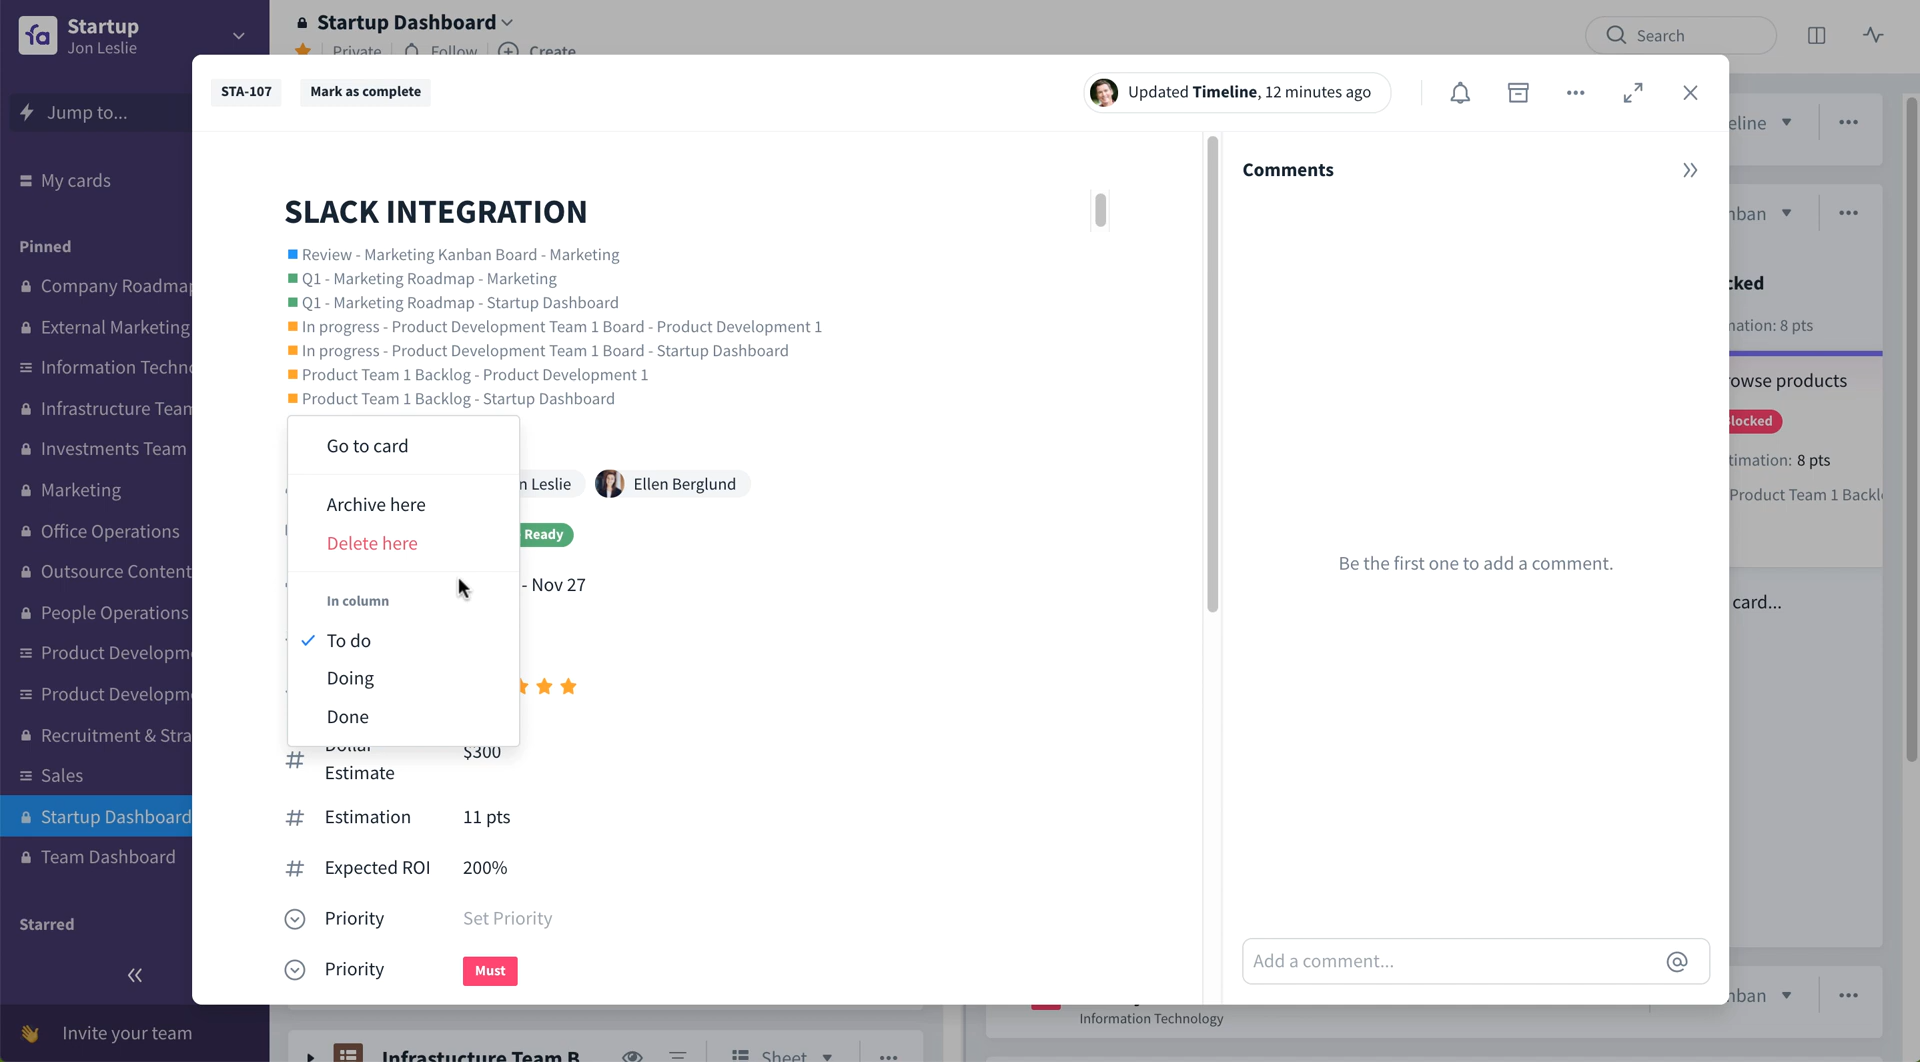 Startup
Jon Leslie
Startup Dashboard
Private
Follow
Create
Search
STA-107
Mark as complete
Updated Timeline, 12 minutes ago
Jump to...
My cards
Pinned
Company Roadmap
External Marketing
Information Techno
Infrastructure Team
Investments Team
Marketing
Office Operations
Outsource Content
People Operations
Product Developme
Product Developme
Recruitment & Stra
Sales
Startup Dashboard
Team Dashboard
Starred
Invite your team
SLACK INTEGRATION
Review - Marketing Kanban Board - Marketing
Q1 - Marketing Roadmap - Marketing
Q1 - Marketing Roadmap - Startup Dashboard
In progress - Product Development Team 1 Board - Product Development 1
In progress - Product Development Team 1 Board - Startup Dashboard
Product Team 1 Backlog - Product Development 1
Product Team 1 Backlog - Startup Dashboard
Go to card
Archive here
Delete here
In column
To do
Doing
Done
n Leslie
Ellen Berglund
Ready
- Nov 27
Dollar
Estimate
$300
Estimation
11 pts
Expected ROI
200%
Priority
Set Priority
Priority
Must
Comments
Be the first one to add a comment.
Add a comment...
eline
nban
cked
nation: 8 pts
owse products
locked
timation: 8 pts
Product Team 1 Backl
card...
nban
Information Technology
Infrastucture Team B
Sheet